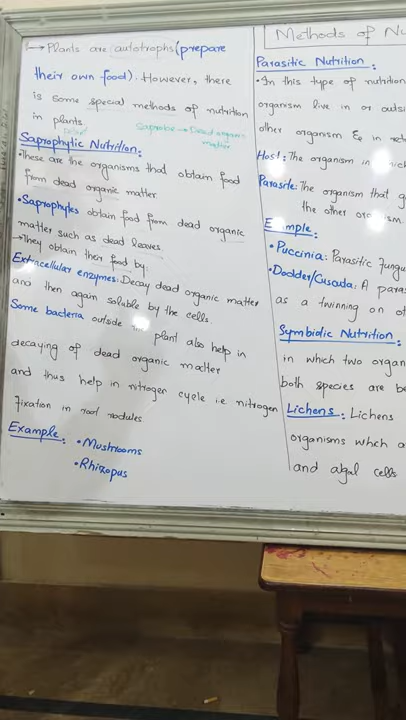 → Plants are autotrophs (prepare
their own food). However, there
is some special methods of nutrition
in plants.
Saprobe → Dead organic
matter
dead
Saprophytic Nutrition:
• These are the organisms that obtain food
from dead organic matter
• Saprophytes obtain food from dead organic
matter such as dead leaves.
→ They obtain their food by:
Extracellular enzymes: Decay dead organic matter
and then again soluble by the cells.
Some bacteria outside plant also help in
decaying of dead organic matter
and thus help in nitrogen cycle i.e. nitrogen
fixation in root nodules
Example: • Mushrooms
• Rhizopus
Methods of Nu
Parasitic Nutrition:
• In this type of nutrition
organism live in or outsi
other organism & in
Host: The organism in
Parasite: The organism that
the other
Example:
• Puccinia: Parasitic Fungu
• Dodder/Cuscuda: A para
as a twinning on ot
Symbiotic Nutrition:
in which two organ
both species are be
Lichens: Lichens
organisms which a
and algal cells